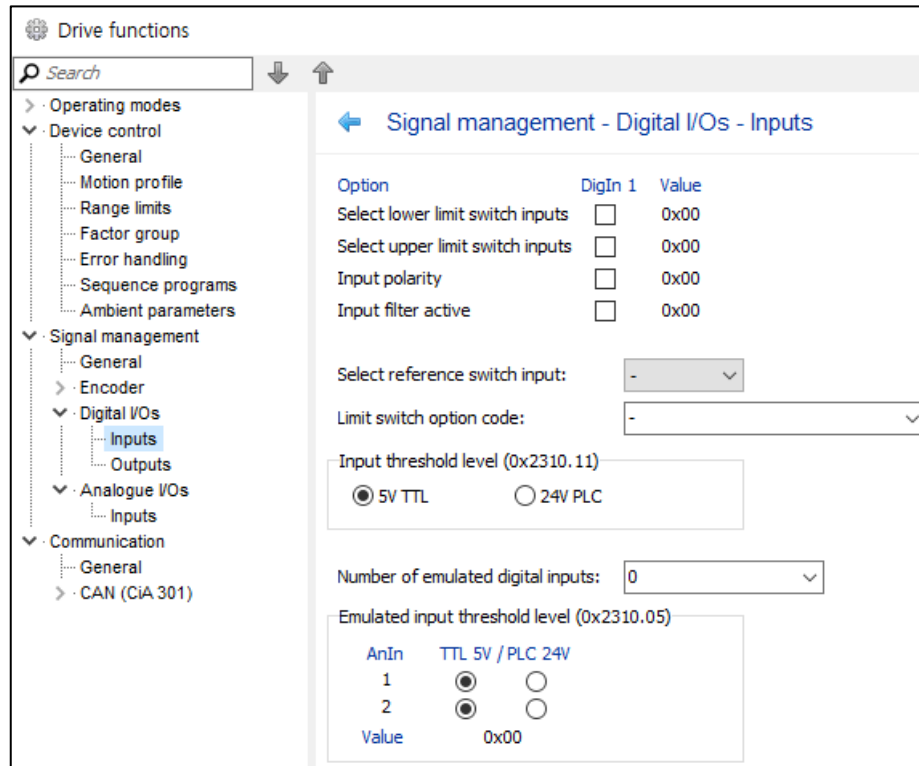 Drive functions
Search
Operating modes
Device control
General
Motion profile
Range limits
Factor group
Error handling
Sequence programs
Ambient parameters
Signal management
General
Encoder
Digital I/Os
Inputs
Outputs
Analogue I/Os
Inputs
Communication
General
CAN (CiA 301)
Signal management - Digital I/Os - Inputs
Option DigIn 1 Value
Select lower limit switch inputs 0x00
Select upper limit switch inputs 0x00
Input polarity 0x00
Input filter active 0x00
Select reference switch input: -
Limit switch option code: -
Input threshold level (0x2310.11)
5V TTL 24V PLC
Number of emulated digital inputs: 0
Emulated input threshold level (0x2310.05)
AnIn TTL 5V / PLC 24V
1
2
Value 0x00